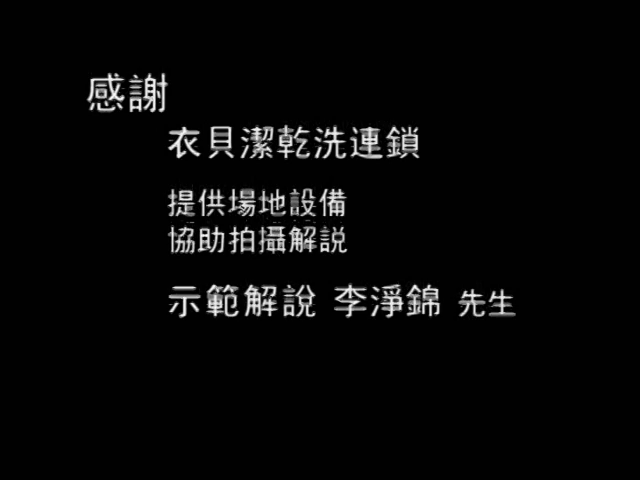 感謝
衣貝潔乾洗連鎖
提供場地設備
協助拍攝解說
示範解說 李淨錦 先生